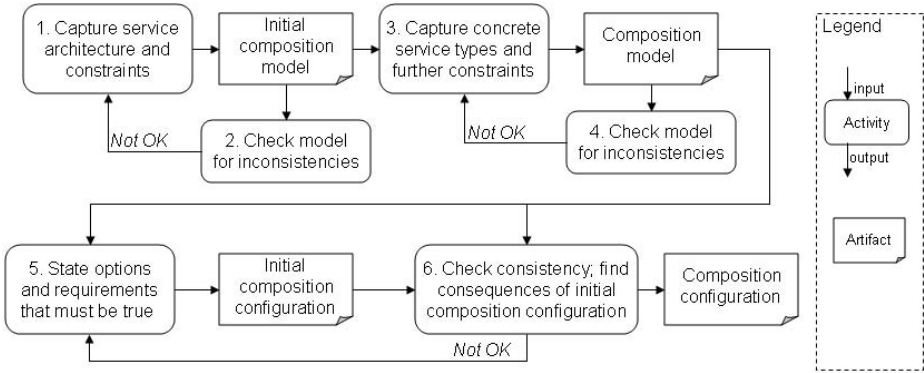 1. Capture service
architecture and
constraints
Initial
composition
model
3. Capture concrete
service types and
further constraints
Composition
model
Legend
input
Activity
output
Artifact
Not OK
2. Check model
for inconsistencies
Not OK
4. Check model
for inconsistencies
5. State options
and requirements
that must be true
Initial
composition
configuration
6. Check consistency; find
consequences of initial
composition configuration
Composition
configuration
Not OK